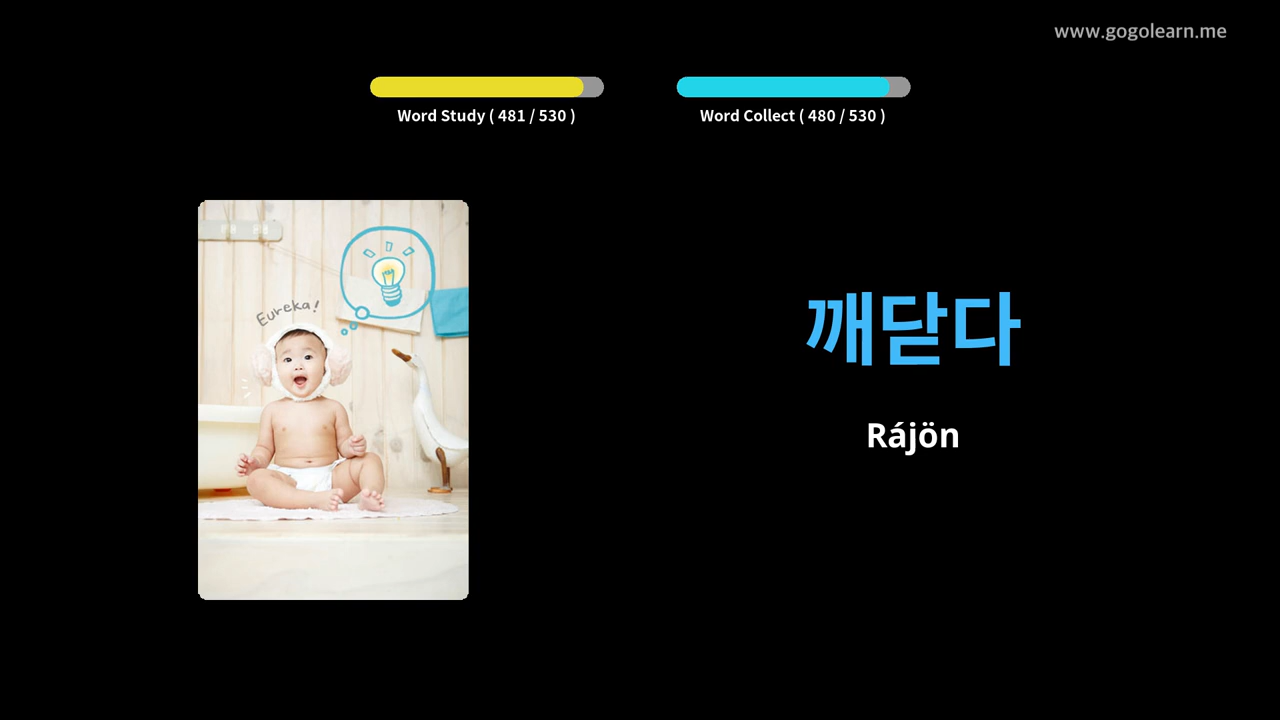 www.gogolearn.me
Word Study ( 481 / 530 )
Word Collect ( 480 / 530 )
Eureka!
깨닫다
Rájön